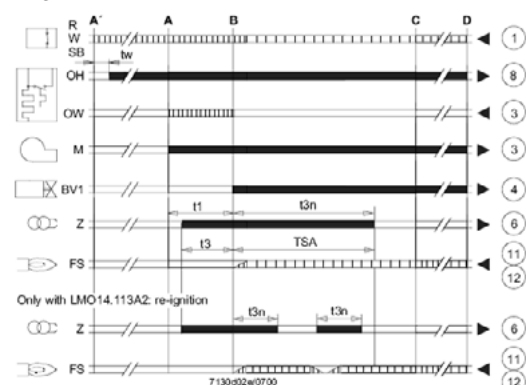 A´ A B C D
R
W 1
SB tw
OH 8
OW 3
M 3
BV1 4
t1 t3n
Z 6
t3 TSA
FS 11
12
Only with LMO14.113A2: re-ignition
t3n t3n
Z 6
FS 11
7130d02e/0700 12